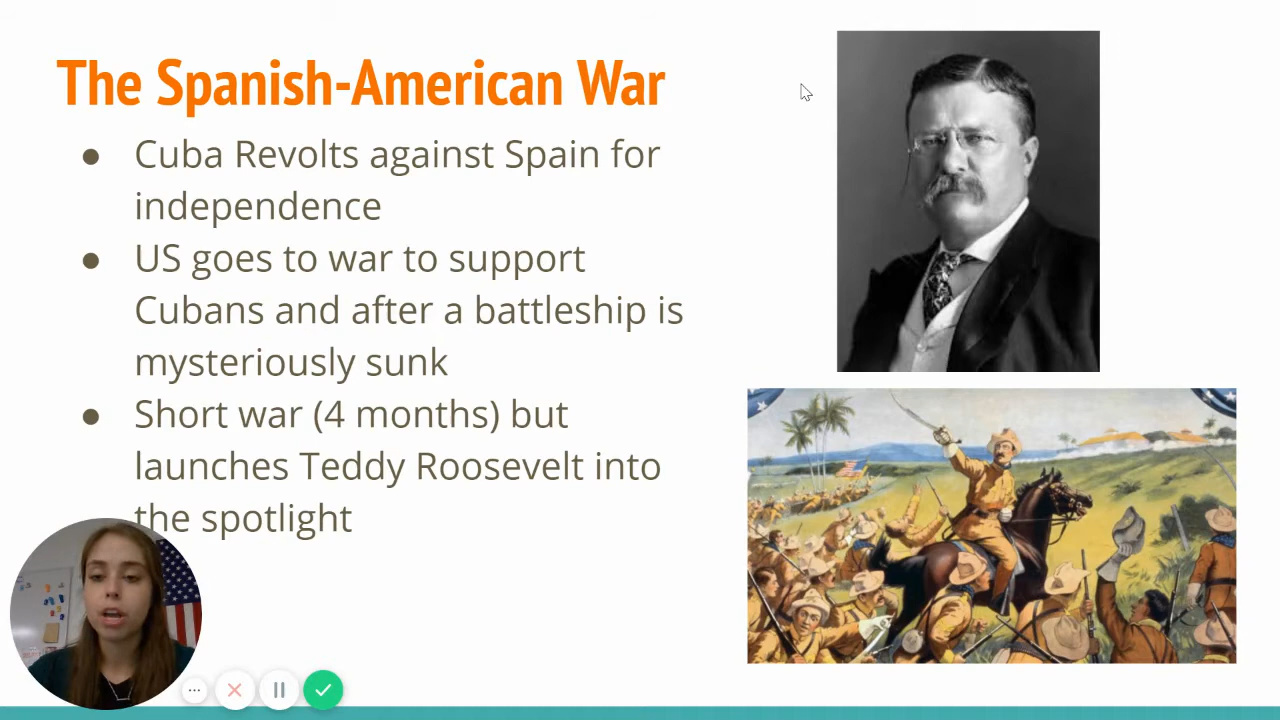 The Spanish-American War
● Cuba Revolts against Spain for
independence
● US goes to war to support
Cubans and after a battleship is
mysteriously sunk
● Short war (4 months) but
launches Teddy Roosevelt into
the spotlight